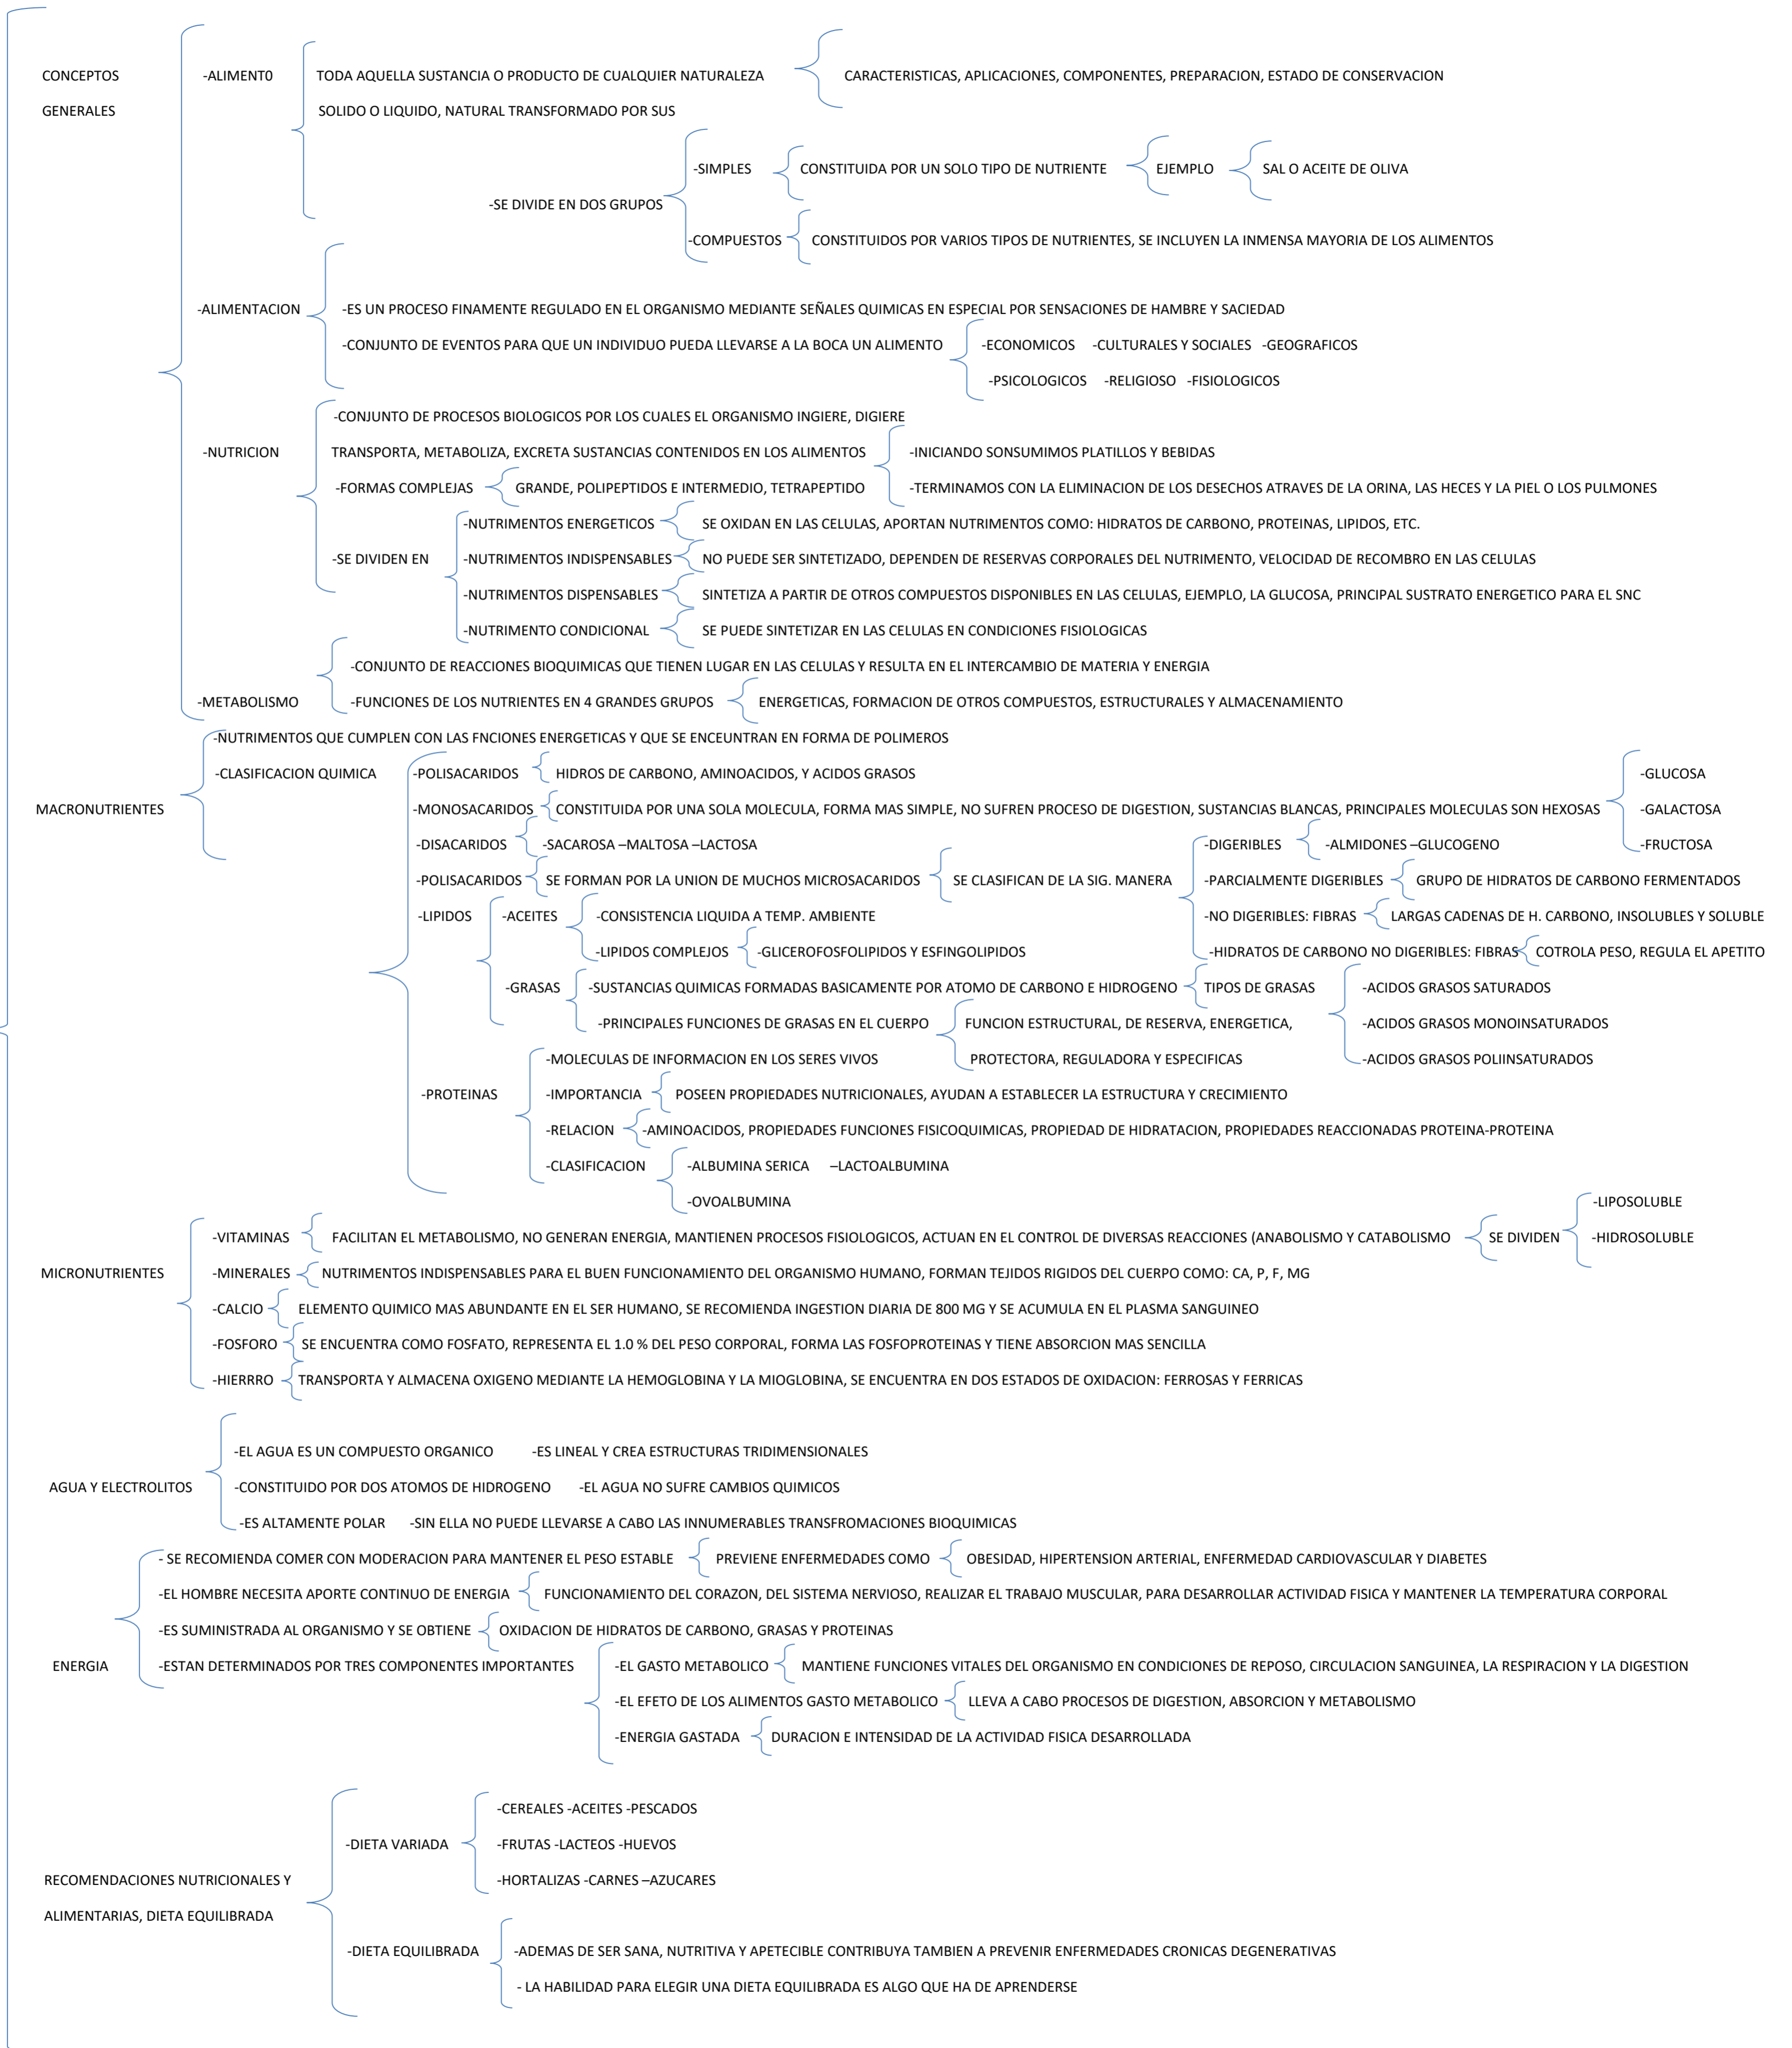 CONCEPTOS -ALIMENT0 TODA AQUELLA SUSTANCIA O PRODUCTO DE CUALQUIER NATURALEZA CARACTERISTICAS, APLICACIONES, COMPONENTES, PREPARACION, ESTADO DE CONSERVACION
GENERALES SOLIDO O LIQUIDO, NATURAL TRANSFORMADO POR SUS
-SIMPLES CONSTITUIDA POR UN SOLO TIPO DE NUTRIENTE EJEMPLO SAL O ACEITE DE OLIVA
-SE DIVIDE EN DOS GRUPOS
-COMPUESTOS CONSTITUIDOS POR VARIOS TIPOS DE NUTRIENTES, SE INCLUYEN LA INMENSA MAYORIA DE LOS ALIMENTOS
-ALIMENTACION -ES UN PROCESO FINAMENTE REGULADO EN EL ORGANISMO MEDIANTE SEÑALES QUIMICAS EN ESPECIAL POR SENSACIONES DE HAMBRE Y SACIEDAD
-CONJUNTO DE EVENTOS PARA QUE UN INDIVIDUO PUEDA LLEVARSE A LA BOCA UN ALIMENTO -ECONOMICOS -CULTURALES Y SOCIALES -GEOGRAFICOS
-PSICOLOGICOS -RELIGIOSO -FISIOLOGICOS
-CONJUNTO DE PROCESOS BIOLOGICOS POR LOS CUALES EL ORGANISMO INGIERE, DIGIERE
-NUTRICION TRANSPORTA, METABOLIZA, EXCRETA SUSTANCIAS CONTENIDOS EN LOS ALIMENTOS -INICIANDO SONSUMIMOS PLATILLOS Y BEBIDAS
-FORMAS COMPLEJAS GRANDE, POLIPEPTIDOS E INTERMEDIO, TETRAPEPTIDO -TERMINAMOS CON LA ELIMINACION DE LOS DESECHOS ATRAVES DE LA ORINA, LAS HECES Y LA PIEL O LOS PULMONES
-NUTRIMENTOS ENERGETICOS SE OXIDAN EN LAS CELULAS, APORTAN NUTRIMENTOS COMO: HIDRATOS DE CARBONO, PROTEINAS, LIPIDOS, ETC.
-SE DIVIDEN EN -NUTRIMENTOS INDISPENSABLES NO PUEDE SER SINTETIZADO, DEPENDEN DE RESERVAS CORPORALES DEL NUTRIMENTO, VELOCIDAD DE RECOMBRO EN LAS CELULAS
-NUTRIMENTOS DISPENSABLES SINTETIZA A PARTIR DE OTROS COMPUESTOS DISPONIBLES EN LAS CELULAS, EJEMPLO, LA GLUCOSA, PRINCIPAL SUSTRATO ENERGETICO PARA EL SNC
-NUTRIMENTO CONDICIONAL SE PUEDE SINTETIZAR EN LAS CELULAS EN CONDICIONES FISIOLOGICAS
-CONJUNTO DE REACCIONES BIOQUIMICAS QUE TIENEN LUGAR EN LAS CELULAS Y RESULTA EN EL INTERCAMBIO DE MATERIA Y ENERGIA
-METABOLISMO -FUNCIONES DE LOS NUTRIENTES EN 4 GRANDES GRUPOS ENERGETICAS, FORMACION DE OTROS COMPUESTOS, ESTRUCTURALES Y ALMACENAMIENTO
-NUTRIMENTOS QUE CUMPLEN CON LAS FNCIONES ENERGETICAS Y QUE SE ENCEUNTRAN EN FORMA DE POLIMEROS
-CLASIFICACION QUIMICA -POLISACARIDOS HIDROS DE CARBONO, AMINOACIDOS, Y ACIDOS GRASOS -GLUCOSA
MACRONUTRIENTES -MONOSACARIDOS CONSTITUIDA POR UNA SOLA MOLECULA, FORMA MAS SIMPLE, NO SUFREN PROCESO DE DIGESTION, SUSTANCIAS BLANCAS, PRINCIPALES MOLECULAS SON HEXOSAS -GALACTOSA
-DISACARIDOS -SACAROSA –MALTOSA –LACTOSA -DIGERIBLES -ALMIDONES –GLUCOGENO -FRUCTOSA
-POLISACARIDOS SE FORMAN POR LA UNION DE MUCHOS MICROSACARIDOS SE CLASIFICAN DE LA SIG. MANERA -PARCIALMENTE DIGERIBLES GRUPO DE HIDRATOS DE CARBONO FERMENTADOS
-LIPIDOS -ACEITES -CONSISTENCIA LIQUIDA A TEMP. AMBIENTE -NO DIGERIBLES: FIBRAS LARGAS CADENAS DE H. CARBONO, INSOLUBLES Y SOLUBLE
-LIPIDOS COMPLEJOS -GLICEROFOSFOLIPIDOS Y ESFINGOLIPIDOS -HIDRATOS DE CARBONO NO DIGERIBLES: FIBRAS COTROLA PESO, REGULA EL APETITO
-GRASAS -SUSTANCIAS QUIMICAS FORMADAS BASICAMENTE POR ATOMO DE CARBONO E HIDROGENO TIPOS DE GRASAS -ACIDOS GRASOS SATURADOS
-PRINCIPALES FUNCIONES DE GRASAS EN EL CUERPO FUNCION ESTRUCTURAL, DE RESERVA, ENERGETICA, -ACIDOS GRASOS MONOINSATURADOS
-MOLECULAS DE INFORMACION EN LOS SERES VIVOS PROTECTORA, REGULADORA Y ESPECIFICAS -ACIDOS GRASOS POLIINSATURADOS
-PROTEINAS -IMPORTANCIA POSEEN PROPIEDADES NUTRICIONALES, AYUDAN A ESTABLECER LA ESTRUCTURA Y CRECIMIENTO
-RELACION -AMINOACIDOS, PROPIEDADES FUNCIONES FISICOQUIMICAS, PROPIEDAD DE HIDRATACION, PROPIEDADES REACCIONADAS PROTEINA-PROTEINA
-CLASIFICACION -ALBUMINA SERICA –LACTOALBUMINA
-OVOALBUMINA -LIPOSOLUBLE
-VITAMINAS FACILITAN EL METABOLISMO, NO GENERAN ENERGIA, MANTIENEN PROCESOS FISIOLOGICOS, ACTUAN EN EL CONTROL DE DIVERSAS REACCIONES (ANABOLISMO Y CATABOLISMO SE DIVIDEN -HIDROSOLUBLE
MICRONUTRIENTES -MINERALES NUTRIMENTOS INDISPENSABLES PARA EL BUEN FUNCIONAMIENTO DEL ORGANISMO HUMANO, FORMAN TEJIDOS RIGIDOS DEL CUERPO COMO: CA, P, F, MG
-CALCIO ELEMENTO QUIMICO MAS ABUNDANTE EN EL SER HUMANO, SE RECOMIENDA INGESTION DIARIA DE 800 MG Y SE ACUMULA EN EL PLASMA SANGUINEO
-FOSFORO SE ENCUENTRA COMO FOSFATO, REPRESENTA EL 1.0 % DEL PESO CORPORAL, FORMA LAS FOSFOPROTEINAS Y TIENE ABSORCION MAS SENCILLA
-HIERRRO TRANSPORTA Y ALMACENA OXIGENO MEDIANTE LA HEMOGLOBINA Y LA MIOGLOBINA, SE ENCUENTRA EN DOS ESTADOS DE OXIDACION: FERROSAS Y FERRICAS
-EL AGUA ES UN COMPUESTO ORGANICO -ES LINEAL Y CREA ESTRUCTURAS TRIDIMENSIONALES
AGUA Y ELECTROLITOS -CONSTITUIDO POR DOS ATOMOS DE HIDROGENO -EL AGUA NO SUFRE CAMBIOS QUIMICOS
-ES ALTAMENTE POLAR -SIN ELLA NO PUEDE LLEVARSE A CABO LAS INNUMERABLES TRANSFROMACIONES BIOQUIMICAS
- SE RECOMIENDA COMER CON MODERACION PARA MANTENER EL PESO ESTABLE PREVIENE ENFERMEDADES COMO OBESIDAD, HIPERTENSION ARTERIAL, ENFERMEDAD CARDIOVASCULAR Y DIABETES
-EL HOMBRE NECESITA APORTE CONTINUO DE ENERGIA FUNCIONAMIENTO DEL CORAZON, DEL SISTEMA NERVIOSO, REALIZAR EL TRABAJO MUSCULAR, PARA DESARROLLAR ACTIVIDAD FISICA Y MANTENER LA TEMPERATURA CORPORAL
-ES SUMINISTRADA AL ORGANISMO Y SE OBTIENE OXIDACION DE HIDRATOS DE CARBONO, GRASAS Y PROTEINAS
ENERGIA -ESTAN DETERMINADOS POR TRES COMPONENTES IMPORTANTES -EL GASTO METABOLICO MANTIENE FUNCIONES VITALES DEL ORGANISMO EN CONDICIONES DE REPOSO, CIRCULACION SANGUINEA, LA RESPIRACION Y LA DIGESTION
-EL EFETO DE LOS ALIMENTOS GASTO METABOLICO LLEVA A CABO PROCESOS DE DIGESTION, ABSORCION Y METABOLISMO
-ENERGIA GASTADA DURACION E INTENSIDAD DE LA ACTIVIDAD FISICA DESARROLLADA
-CEREALES -ACEITES -PESCADOS
-DIETA VARIADA -FRUTAS -LACTEOS -HUEVOS
RECOMENDACIONES NUTRICIONALES Y -HORTALIZAS -CARNES –AZUCARES
ALIMENTARIAS, DIETA EQUILIBRADA
-DIETA EQUILIBRADA -ADEMAS DE SER SANA, NUTRITIVA Y APETECIBLE CONTRIBUYA TAMBIEN A PREVENIR ENFERMEDADES CRONICAS DEGENERATIVAS
- LA HABILIDAD PARA ELEGIR UNA DIETA EQUILIBRADA ES ALGO QUE HA DE APRENDERSE